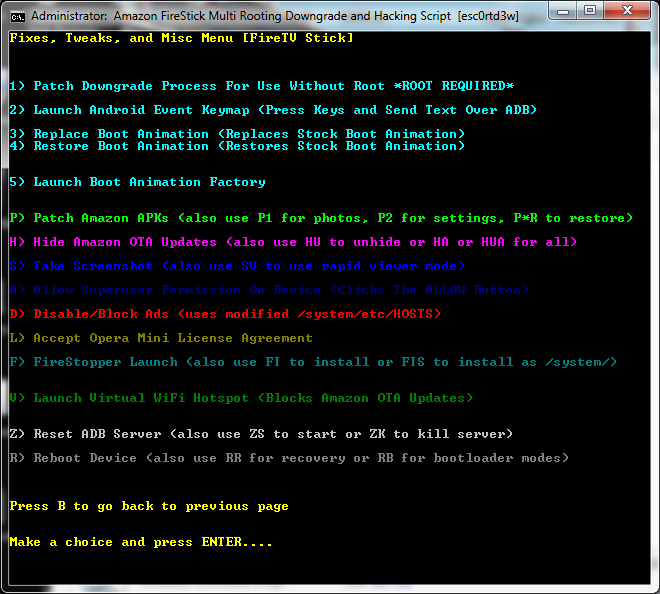 Administrator: Amazon FireStick Multi Rooting Downgrade and Hacking Script [esc0rtd3w]
Fixes, Tweaks, and Misc Menu [FireTV Stick]
1) Patch Downgrade Process For Use Without Root *ROOT REQUIRED*
2) Launch Android Event Keymap (Press Keys and Send Text Over ADB)
3) Replace Boot Animation (Replaces Stock Boot Animation)
4) Restore Boot Animation (Restores Stock Boot Animation)
5) Launch Boot Animation Factory
P) Patch Amazon APKs (also use P1 for photos, P2 for settings, P*R to restore)
H) Hide Amazon OTA Updates (also use HU to unhide or HA or HUA for all)
S) Take Screenshot (also use SV to use rapid viewer mode)
A) Allow Superuser Permission On Device (Clicks The ALLOW Button)
D) Disable/Block Ads (uses modified /system/etc/HOSTS)
L) Accept Opera Mini License Agreement
F) FireStopper Launch (also use FI to install or FIS to install as /system/)
V) Launch Virtual WiFi Hotspot (Blocks Amazon OTA Updates)
Z) Reset ADB Server (also use ZS to start or ZK to kill server)
R) Reboot Device (also use RR for recovery or RB for bootloader modes)
Press B to go back to previous page
Make a choice and press ENTER....